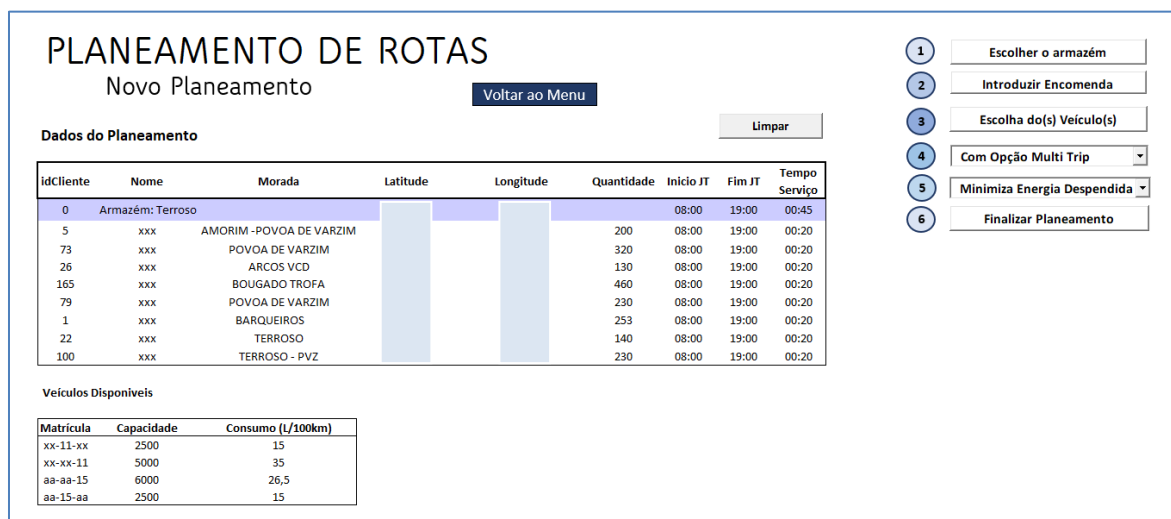 PLANEAMENTO DE ROTAS
Novo Planeamento
Voltar ao Menu
Dados do Planeamento
Limpar
idCliente Nome Morada Latitude Longitude Quantidade Inicio JT Fim JT Tempo Serviço
0 Armazém: Terroso 08:00 19:00 00:45
5 xxx AMORIM -POVOA DE VARZIM 200 08:00 19:00 00:20
73 xxx POVOA DE VARZIM 320 08:00 19:00 00:20
26 xxx ARCOS VCD 130 08:00 19:00 00:20
165 xxx BOUGADO TROFA 460 08:00 19:00 00:20
79 xxx POVOA DE VARZIM 230 08:00 19:00 00:20
1 xxx BARQUEIROS 253 08:00 19:00 00:20
22 xxx TERROSO 140 08:00 19:00 00:20
100 xxx TERROSO - PVZ 230 08:00 19:00 00:20
Veículos Disponiveis
Matrícula Capacidade Consumo (L/100km)
xx-11-xx 2500 15
xx-xx-11 5000 35
aa-aa-15 6000 26,5
aa-15-aa 2500 15
1 Escolher o armazém
2 Introduzir Encomenda
3 Escolha do(s) Veículo(s)
4 Com Opção Multi Trip
5 Minimiza Energia Despendida
6 Finalizar Planeamento